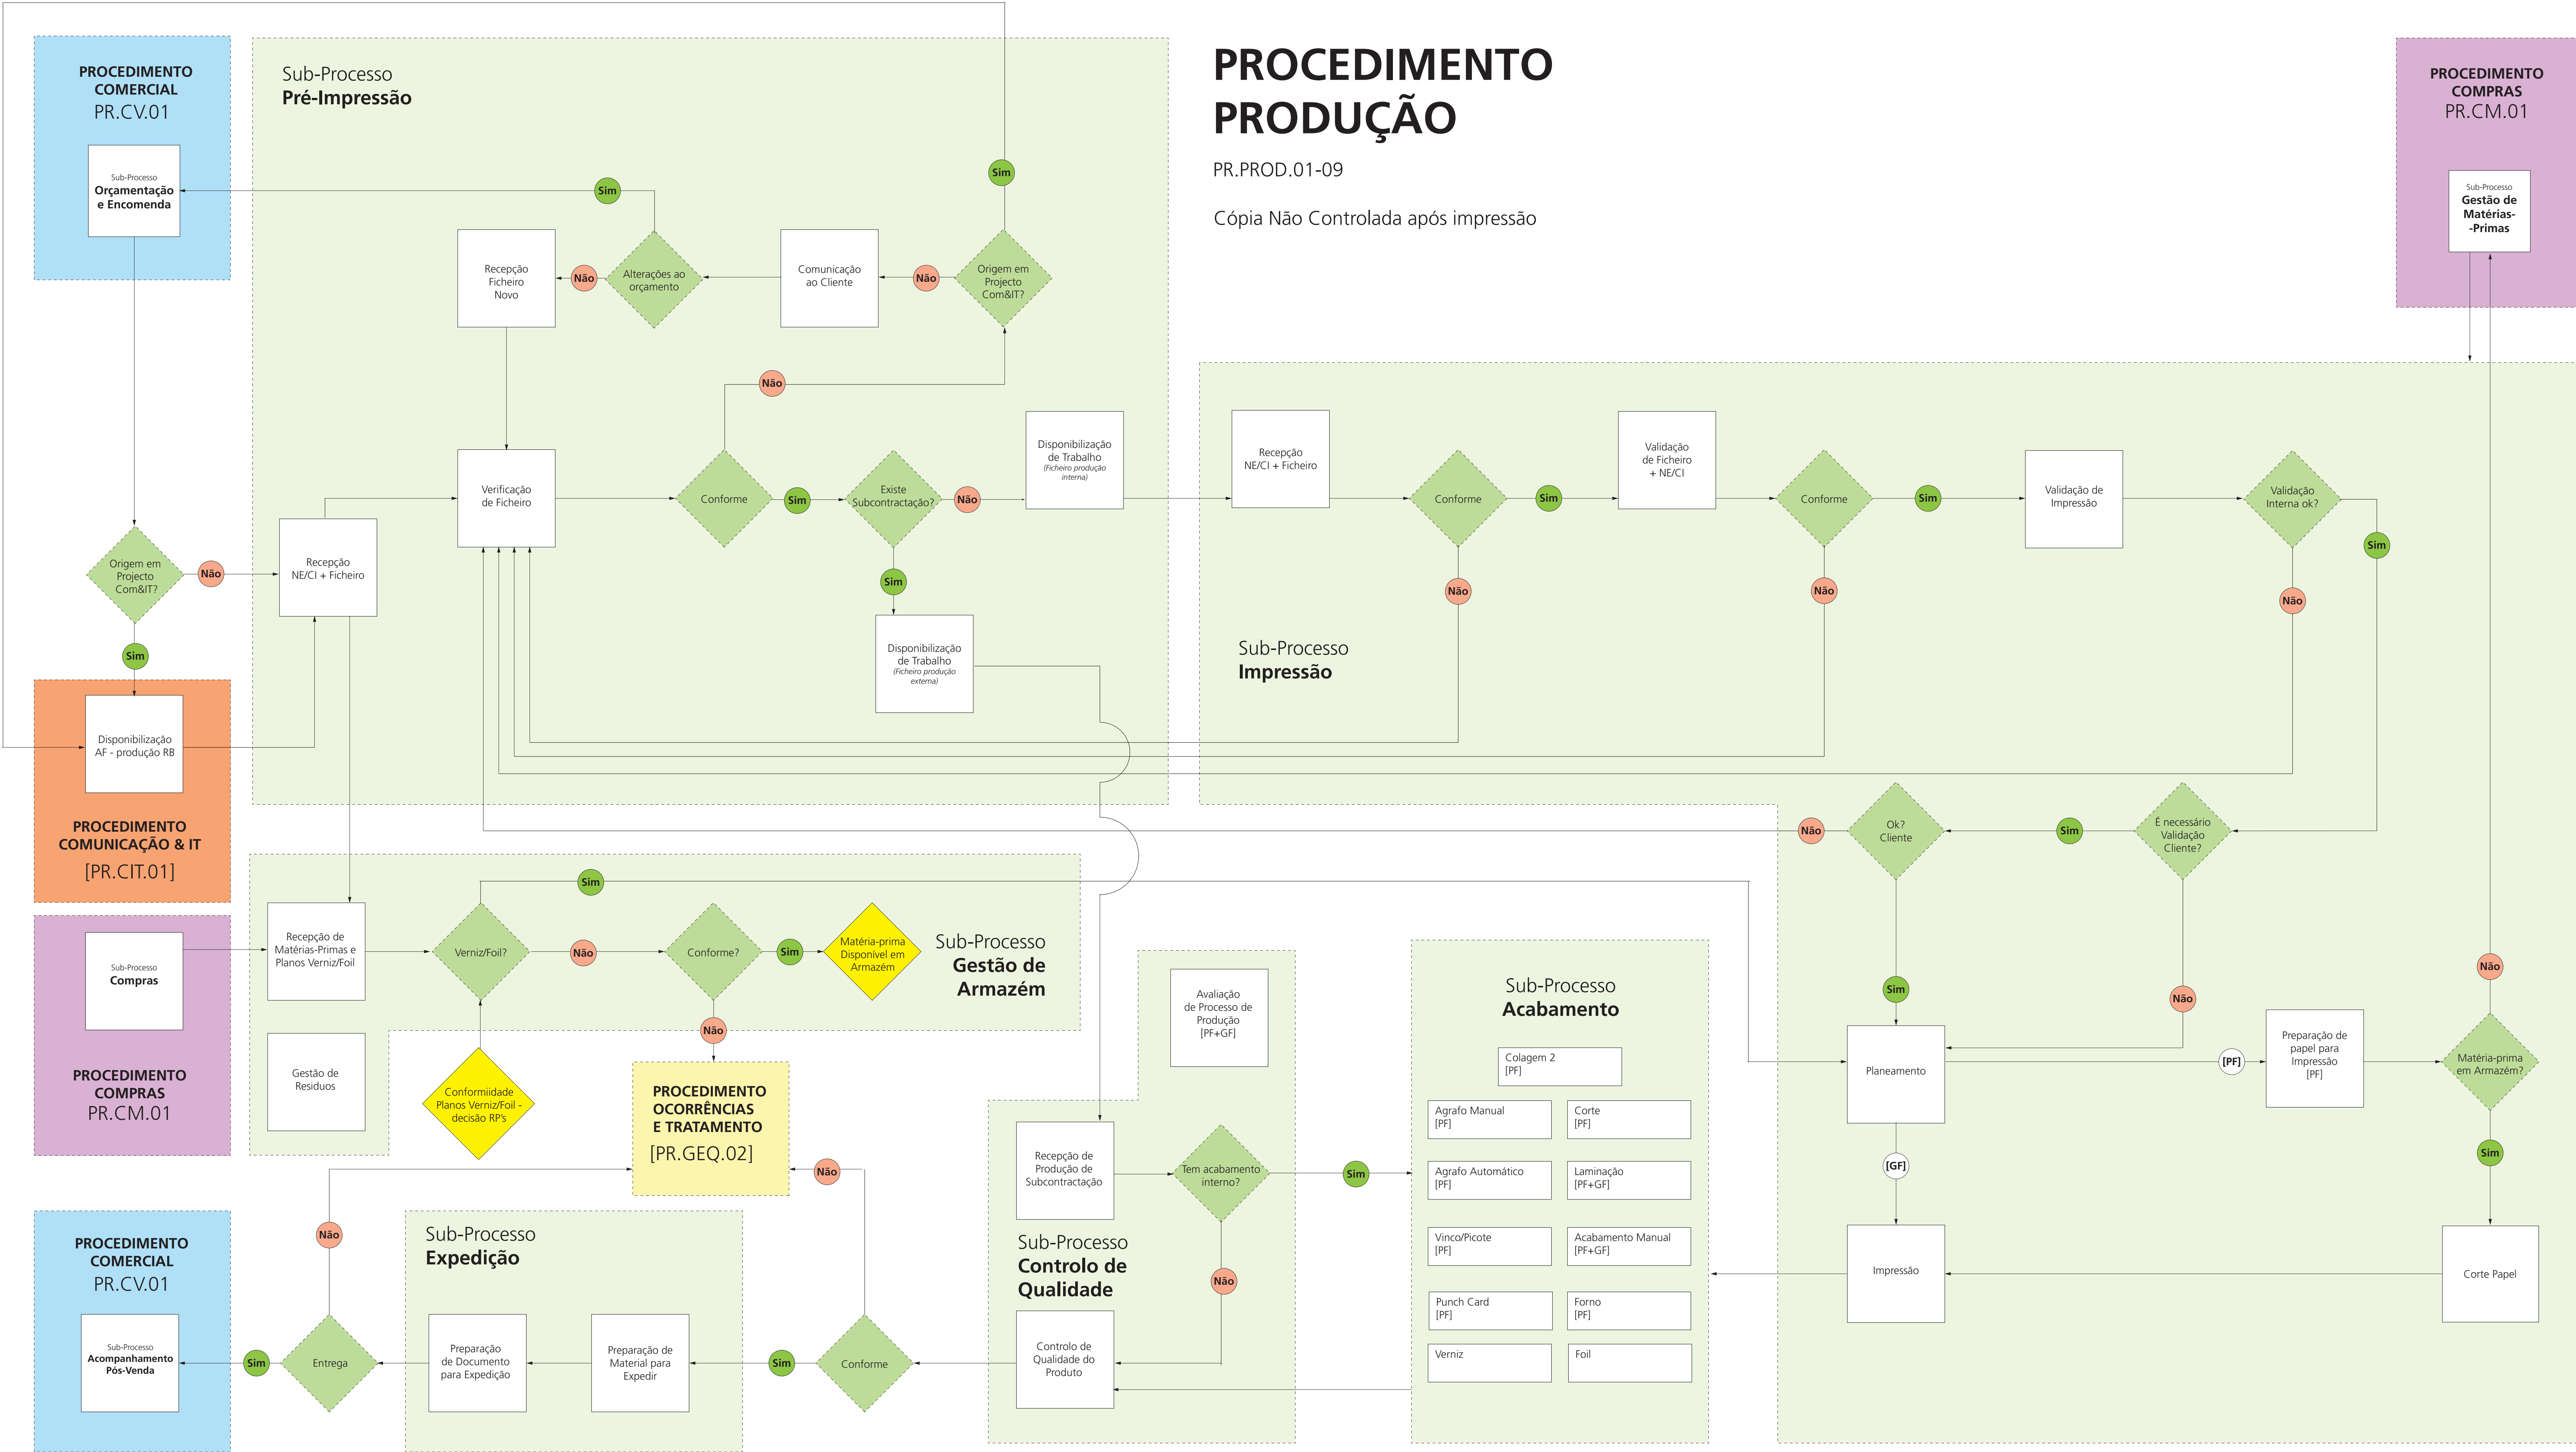 PROCEDIMENTO
COMERCIAL
PR.CV.01
Sub-Processo
Orçamentação
e Encomenda
Sub-Processo
Pré-Impressão
PROCEDIMENTO
PRODUÇÃO
PR.PROD.01-09
Cópia Não Controlada após impressão
PROCEDIMENTO
COMPRAS
PR.CM.01
Sub-Processo
Gestão de
Matérias-
-Primas
Sim
Sim
Recepção
Ficheiro
Novo
Não
Alterações ao
orçamento
Comunicação
ao Cliente
Não
Origem em
Projecto
Com&IT?
Não
Verificação
de Ficheiro
Conforme
Sim
Existe
Subcontractação?
Não
Disponibilização
de Trabalho
(Ficheiro produção
interna)
Sim
Disponibilização
de Trabalho
(Ficheiro produção
externa)
Origem em
Projecto
Com&IT?
Não
Recepção
NE/CI + Ficheiro
Sim
Disponibilização
AF - produção RB
PROCEDIMENTO
COMUNICAÇÃO & IT
[PR.CIT.01]
Recepção
NE/CI + Ficheiro
Conforme
Sim
Validação
de Ficheiro
+ NE/CI
Conforme
Sim
Validação de
Impressão
Validação
Interna ok?
Sim
Não
Não
Não
Sub-Processo
Impressão
Não
Ok?
Cliente
Sim
É necessário
Validação
Cliente?
Sim
Não
Não
Planeamento
[PF]
Preparação de
papel para
Impressão
[PF]
Matéria-prima
em Armazém?
[GF]
Sim
Impressão
Corte Papel
Sub-Processo
Compras
PROCEDIMENTO
COMPRAS
PR.CM.01
Sim
Recepção de
Matérias-Primas e
Planos Verniz/Foil
Verniz/Foil?
Não
Conforme?
Sim
Matéria-prima
Disponível em
Armazém
Sub-Processo
Gestão de
Armazém
Não
Gestão de
Residuos
Conformiidade
Planos Verniz/Foil -
decisão RP's
PROCEDIMENTO
OCORRÊNCIAS
E TRATAMENTO
[PR.GEQ.02]
Não
Não
Avaliação
de Processo de
Produção
[PF+GF]
Recepção de
Produção de
Subcontractação
Tem acabamento
interno?
Sim
Não
Sub-Processo
Controlo de
Qualidade
Controlo de
Qualidade do
Produto
Sub-Processo
Acabamento
Colagem 2
[PF]
Agrafo Manual
[PF]
Corte
[PF]
Agrafo Automático
[PF]
Laminação
[PF+GF]
Vinco/Picote
[PF]
Acabamento Manual
[PF+GF]
Punch Card
[PF]
Forno
[PF]
Verniz
Foil
PROCEDIMENTO
COMERCIAL
PR.CV.01
Sub-Processo
Acompanhamento
Pós-Venda
Sim
Entrega
Sub-Processo
Expedição
Preparação
de Documento
para Expedição
Preparação de
Material para
Expedir
Sim
Conforme